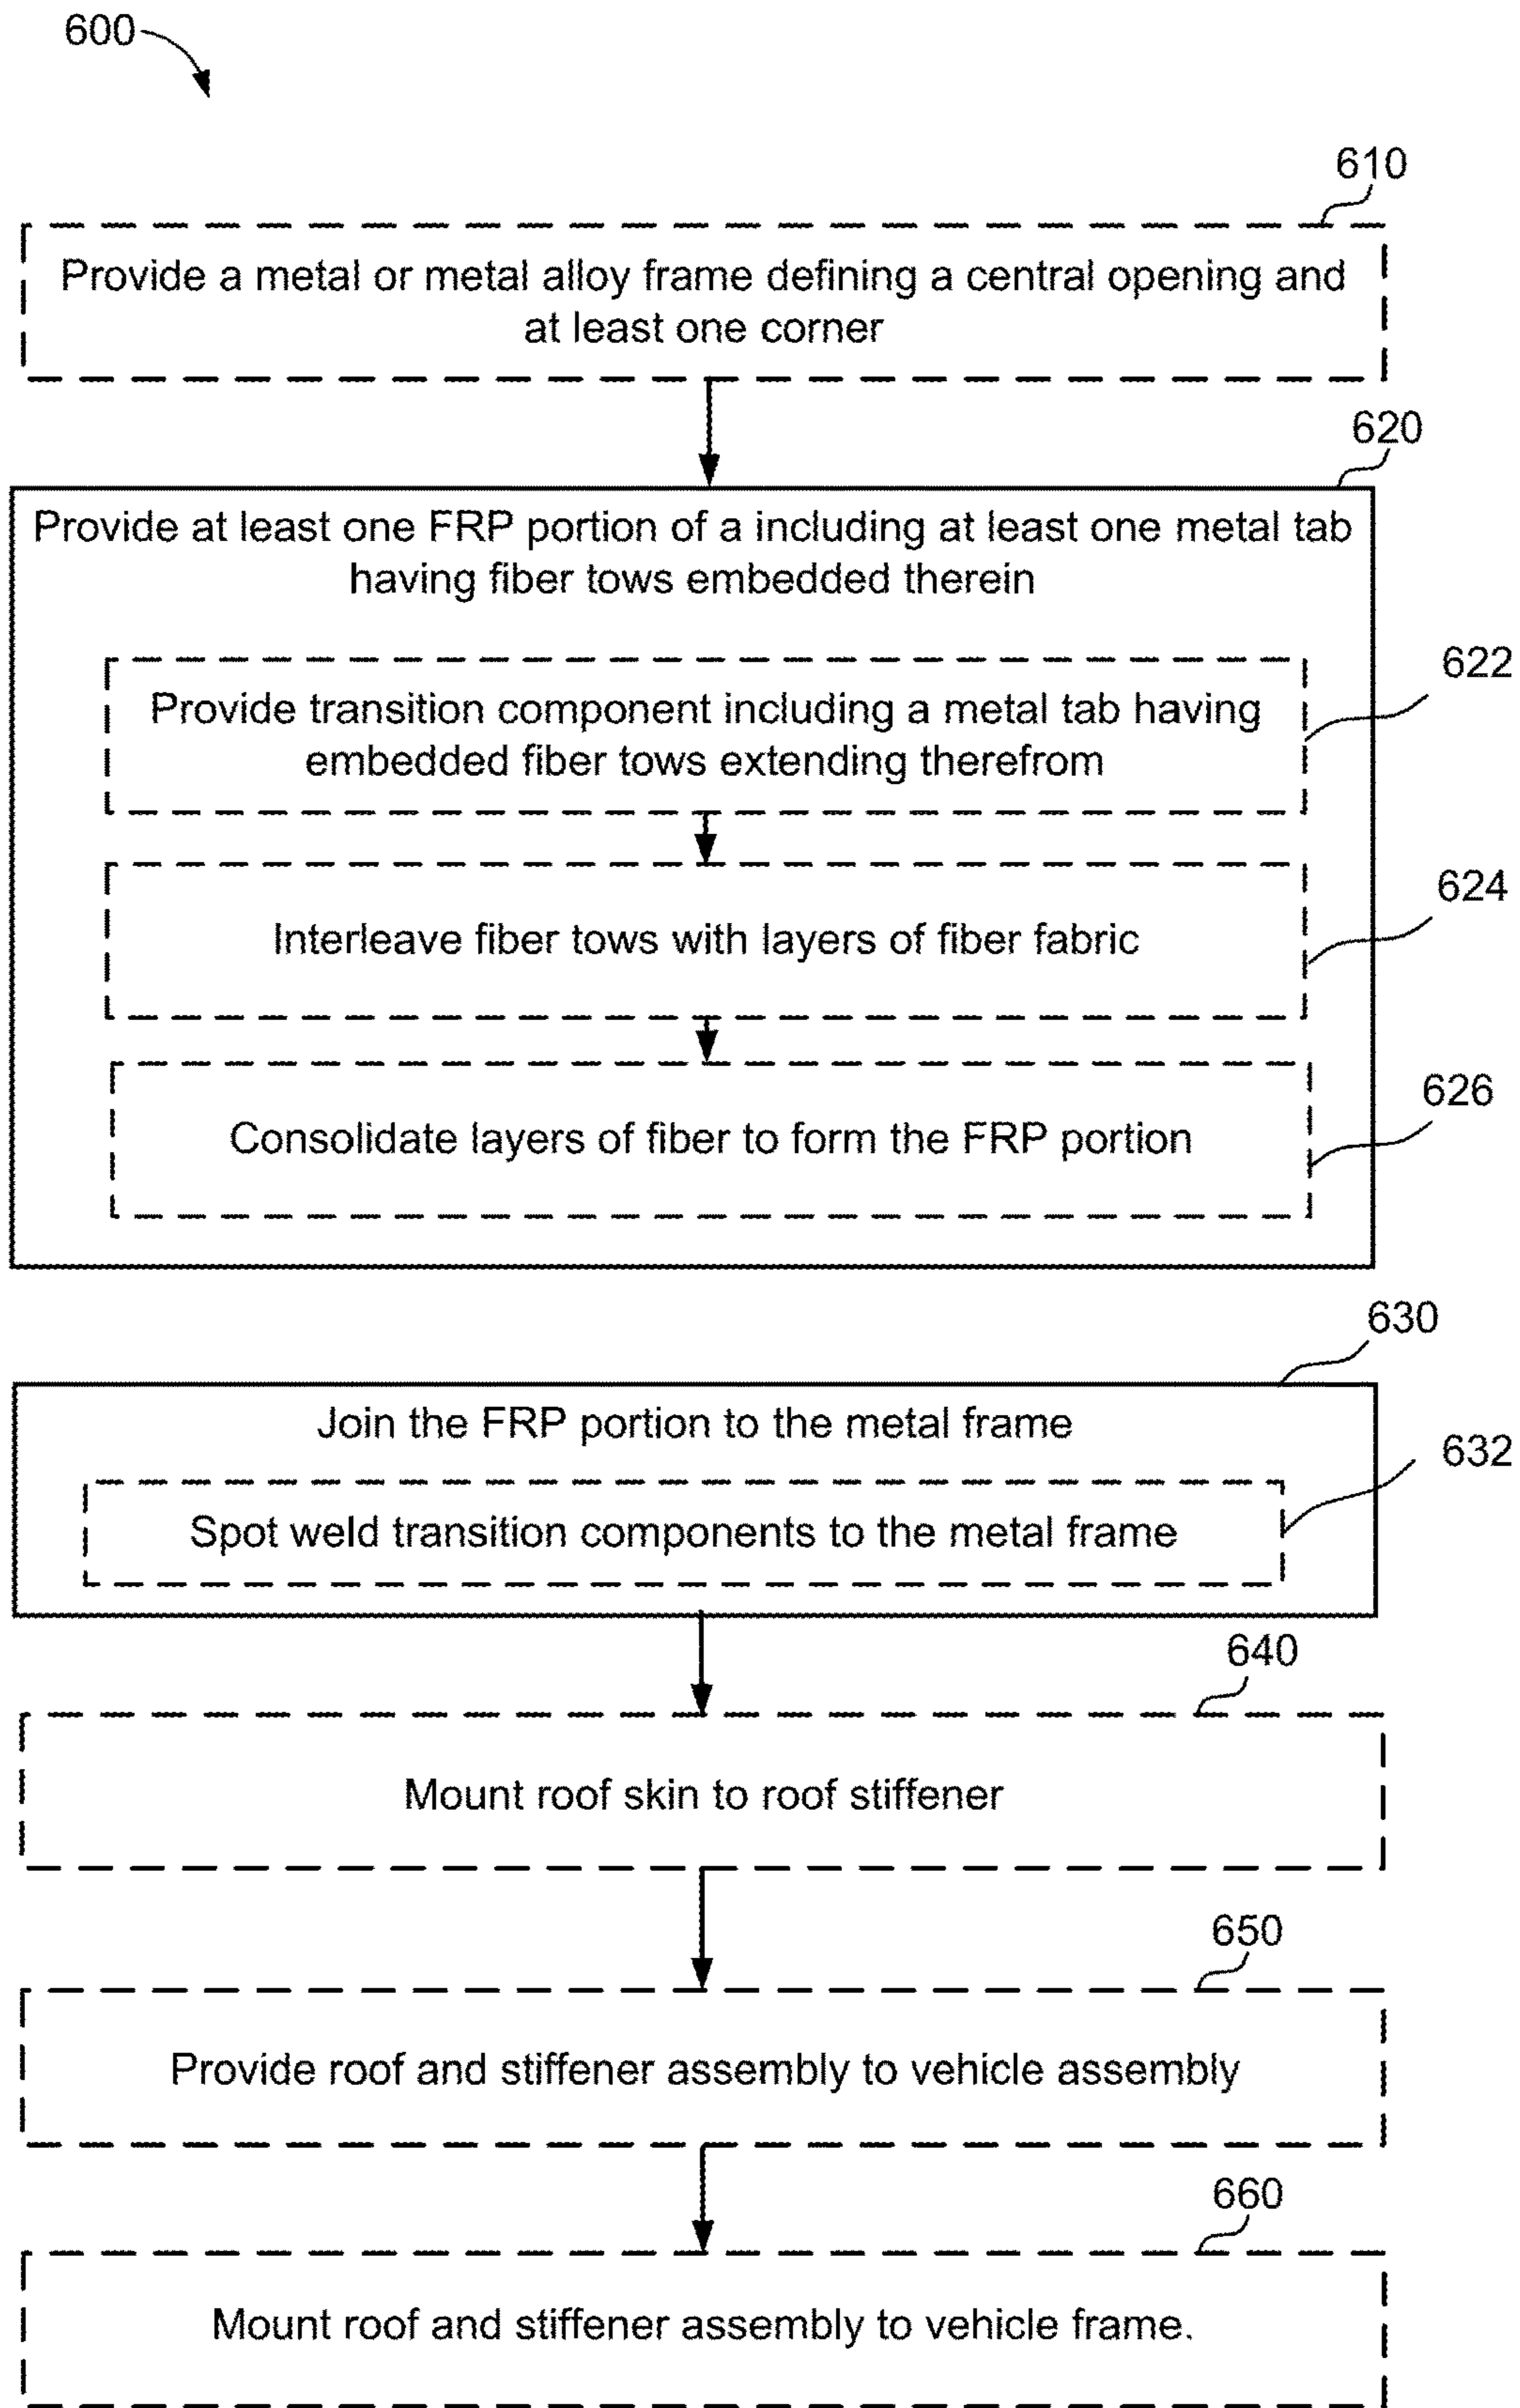 600
610
Provide a metal or metal alloy frame defining a central opening and
at least one corner
620
Provide at least one FRP portion of a including at least one metal tab
having fiber tows embedded therein
622
Provide transition component including a metal tab having
embedded fiber tows extending therefrom
624
Interleave fiber tows with layers of fiber fabric
626
Consolidate layers of fiber to form the FRP portion
630
Join the FRP portion to the metal frame
632
Spot weld transition components to the metal frame
640
Mount roof skin to roof stiffener
650
Provide roof and stiffener assembly to vehicle assembly
660
Mount roof and stiffener assembly to vehicle frame.